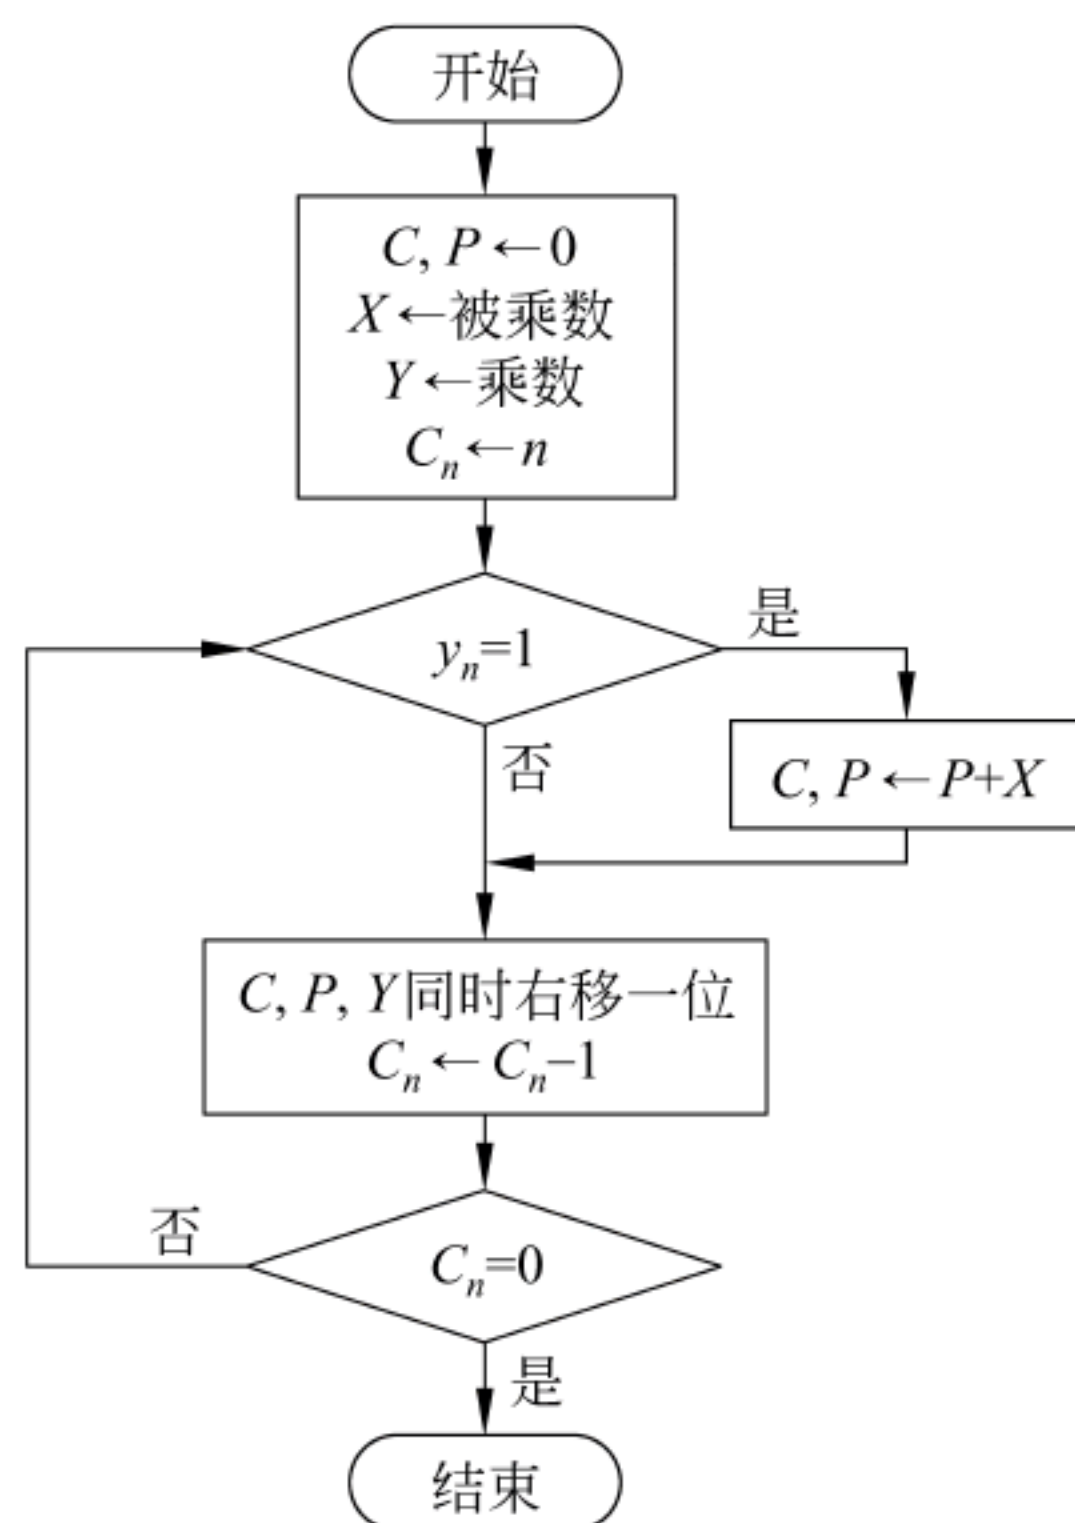 开始
C, P←0
X←被乘数
Y←乘数
Cₙ←n
yₙ=1
是
否
C, P←P+X
C, P, Y同时右移一位
Cₙ←Cₙ−1
否
Cₙ=0
是
结束